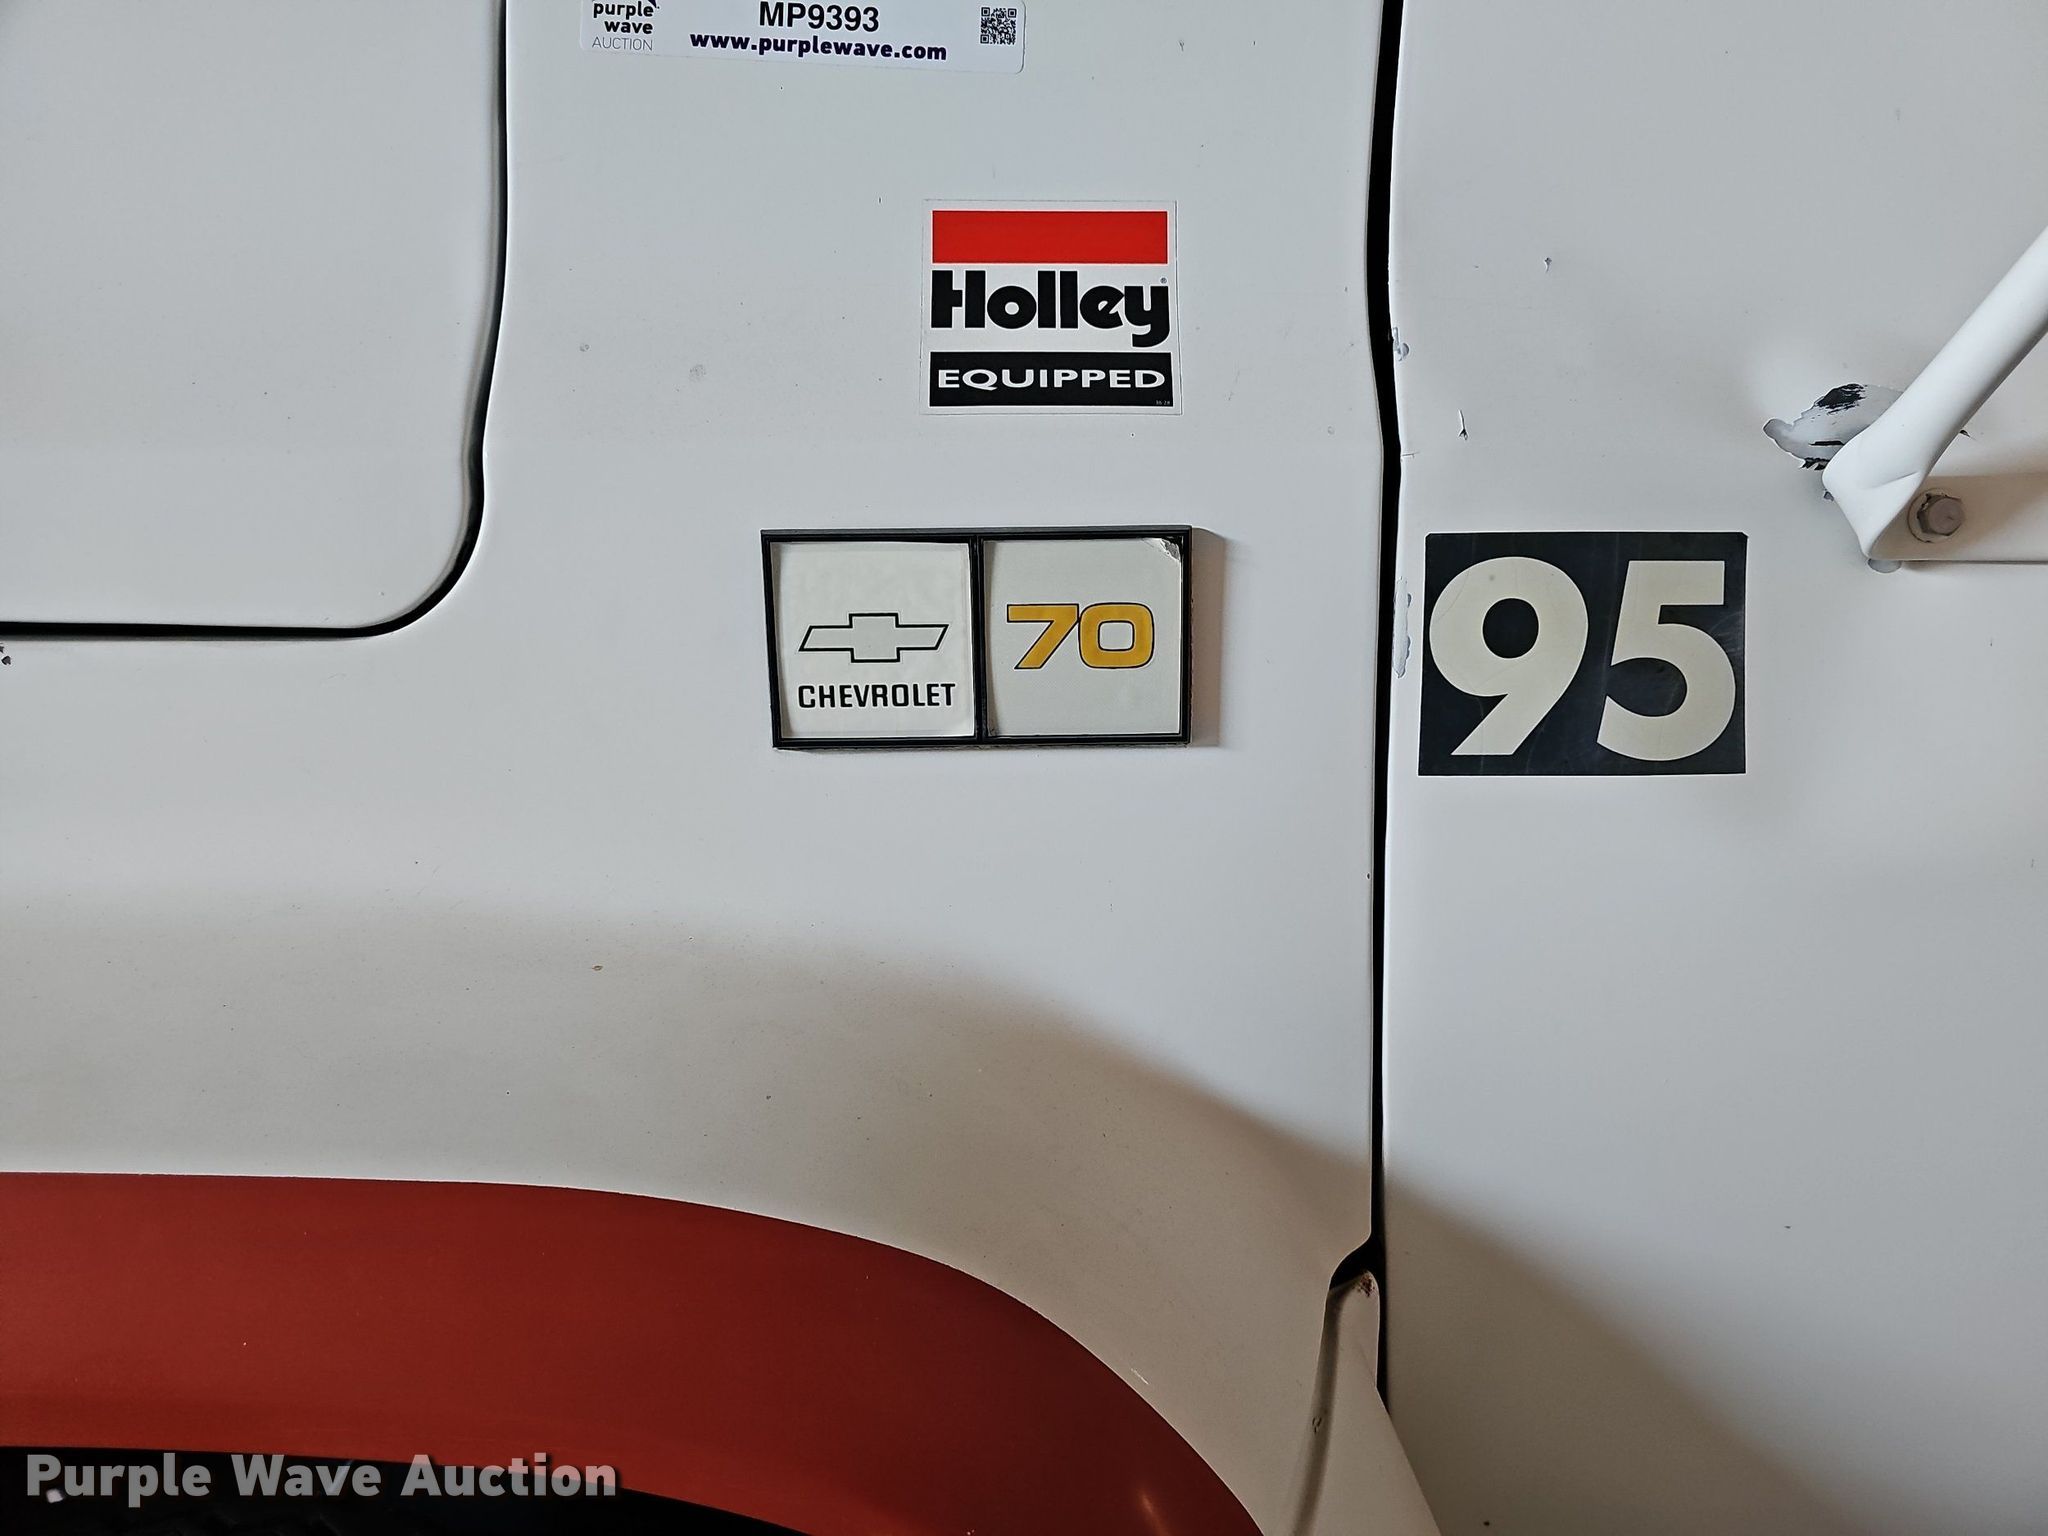 purple
wave
AUCTION
MP9393
www.purplewave.com
Holley®
EQUIPPED
CHEVROLET
70
95
Purple Wave Auction